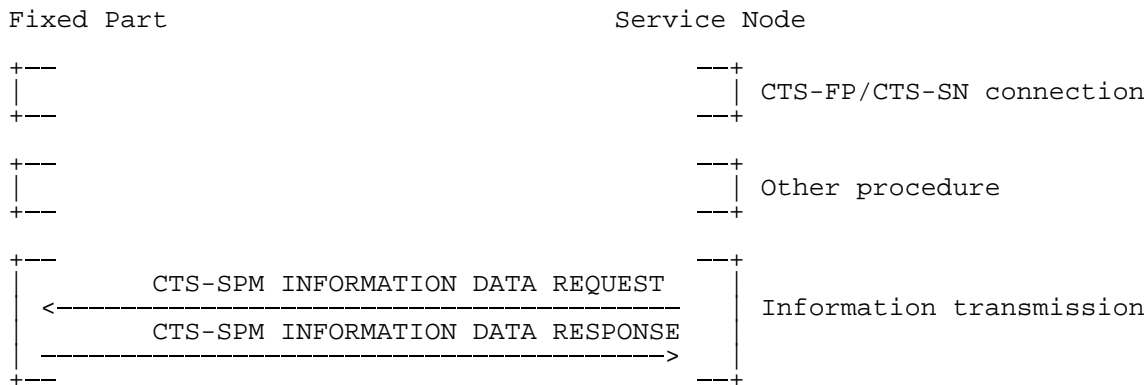 Fixed Part Service Node
CTS-FP/CTS-SN connection
Other procedure
CTS-SPM INFORMATION DATA REQUEST
Information transmission
CTS-SPM INFORMATION DATA RESPONSE